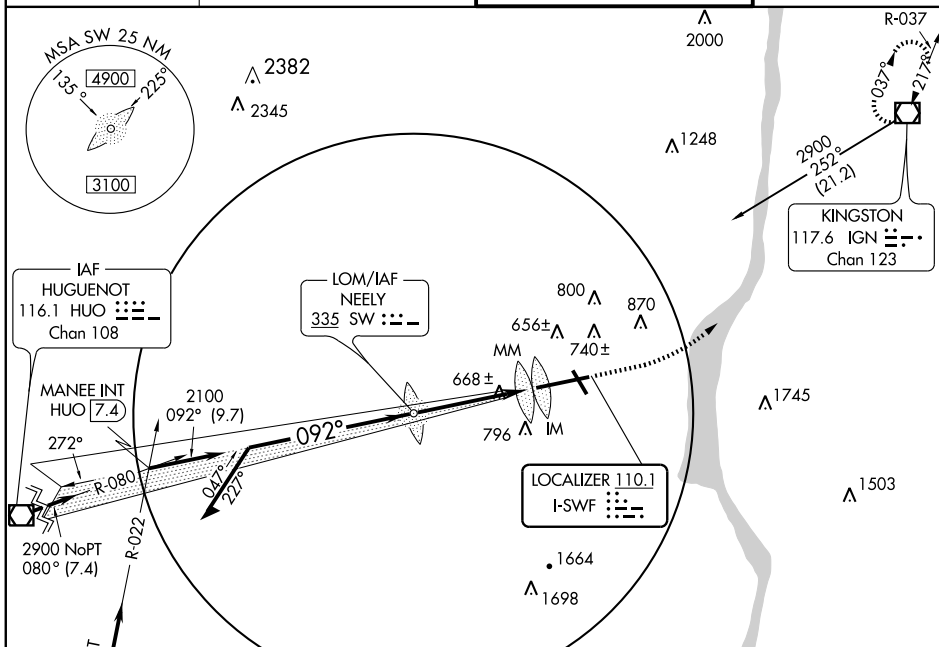 MSA SW 25 NM
135°
4900
225°
3100
2382
2345
2000
R-037
037°
217°
1248
2900
252°
(21.2)
KINGSTON
117.6 IGN
Chan 123
IAF
HUGUENOT
116.1 HUO
Chan 108
LOM/IAF
NEELY
335 SW
800
870
656±
740±
MM
668±
MANEE INT
HUO 7.4
2100
092° (9.7)
092°
796
IM
1745
272°
R-080
047°
227°
LOCALIZER 110.1
I-SWF
1503
2900 NoPT
080° (7.4)
R-022
1664
1698